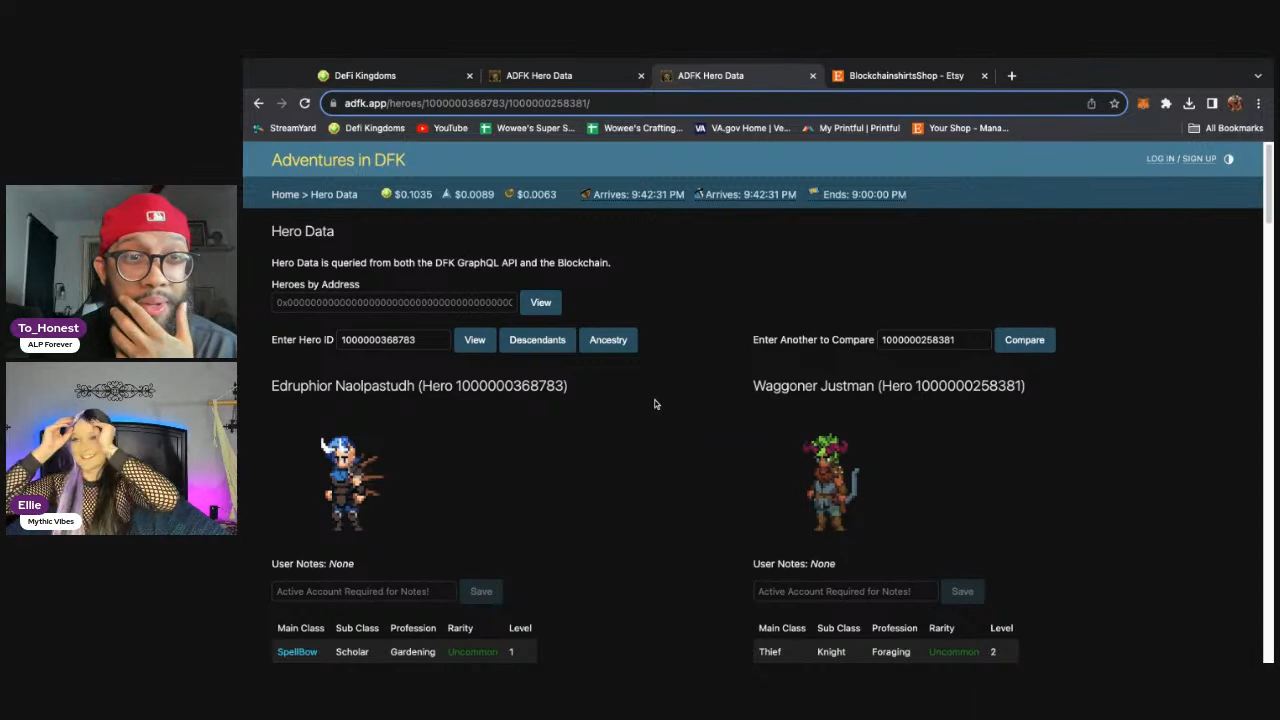 DeFi Kingdoms
ADFK Hero Data
ADFK Hero Data
BlockchainshirtsShop - Etsy
adfk.app/heroes/1000000368783/1000000258381/
StreamYard
Defi Kingdoms
YouTube
Wowee's Super S...
Wowee's Crafting...
VA.gov Home | Ve...
My Printful | Printful
Your Shop - Mana...
All Bookmarks
Adventures in DFK
LOG IN / SIGN UP
Home > Hero Data
$0.1035
$0.0089
$0.0063
Arrives: 9:42:31 PM
Arrives: 9:42:31 PM
Ends: 9:00:00 PM
Hero Data
Hero Data is queried from both the DFK GraphQL API and the Blockchain.
Heroes by Address
View
Enter Hero ID 1000000368783 View Descendants Ancestry
Enter Another to Compare 1000000258381 Compare
Edruphior Naolpastudh (Hero 1000000368783)
Waggoner Justman (Hero 1000000258381)
User Notes: None
User Notes: None
Active Account Required for Notes! Save
Active Account Required for Notes! Save
Main Class Sub Class Profession Rarity Level
SpellBow Scholar Gardening Uncommon 1
Main Class Sub Class Profession Rarity Level
Thief Knight Foraging Uncommon 2
To_Honest
ALP Forever
Ellie
Mythic Vibes